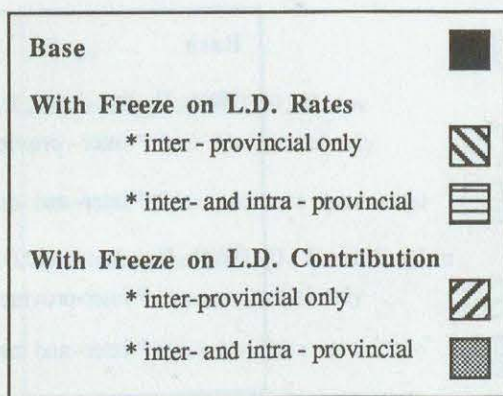 Base
With Freeze on L.D. Rates
* inter - provincial only
* inter- and intra - provincial
With Freeze on L.D. Contribution
* inter-provincial only
* inter- and intra - provincial